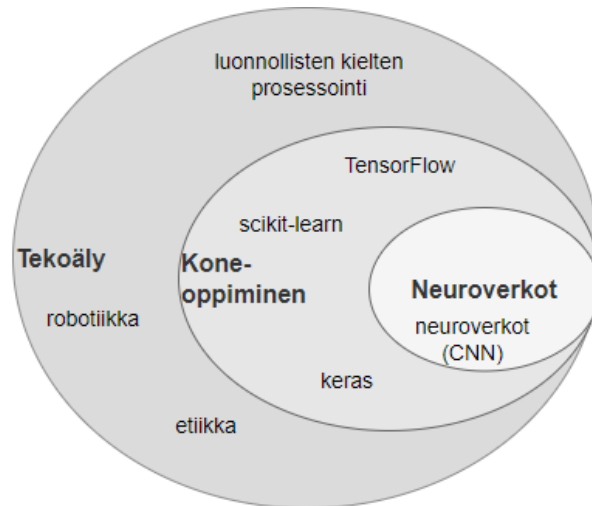 luonnollisten kielten
prosessointi
TensorFlow
scikit-learn
Tekoäly
Kone-
oppiminen
Neuroverkot
robotiikka
neuroverkot
(CNN)
keras
etiikka